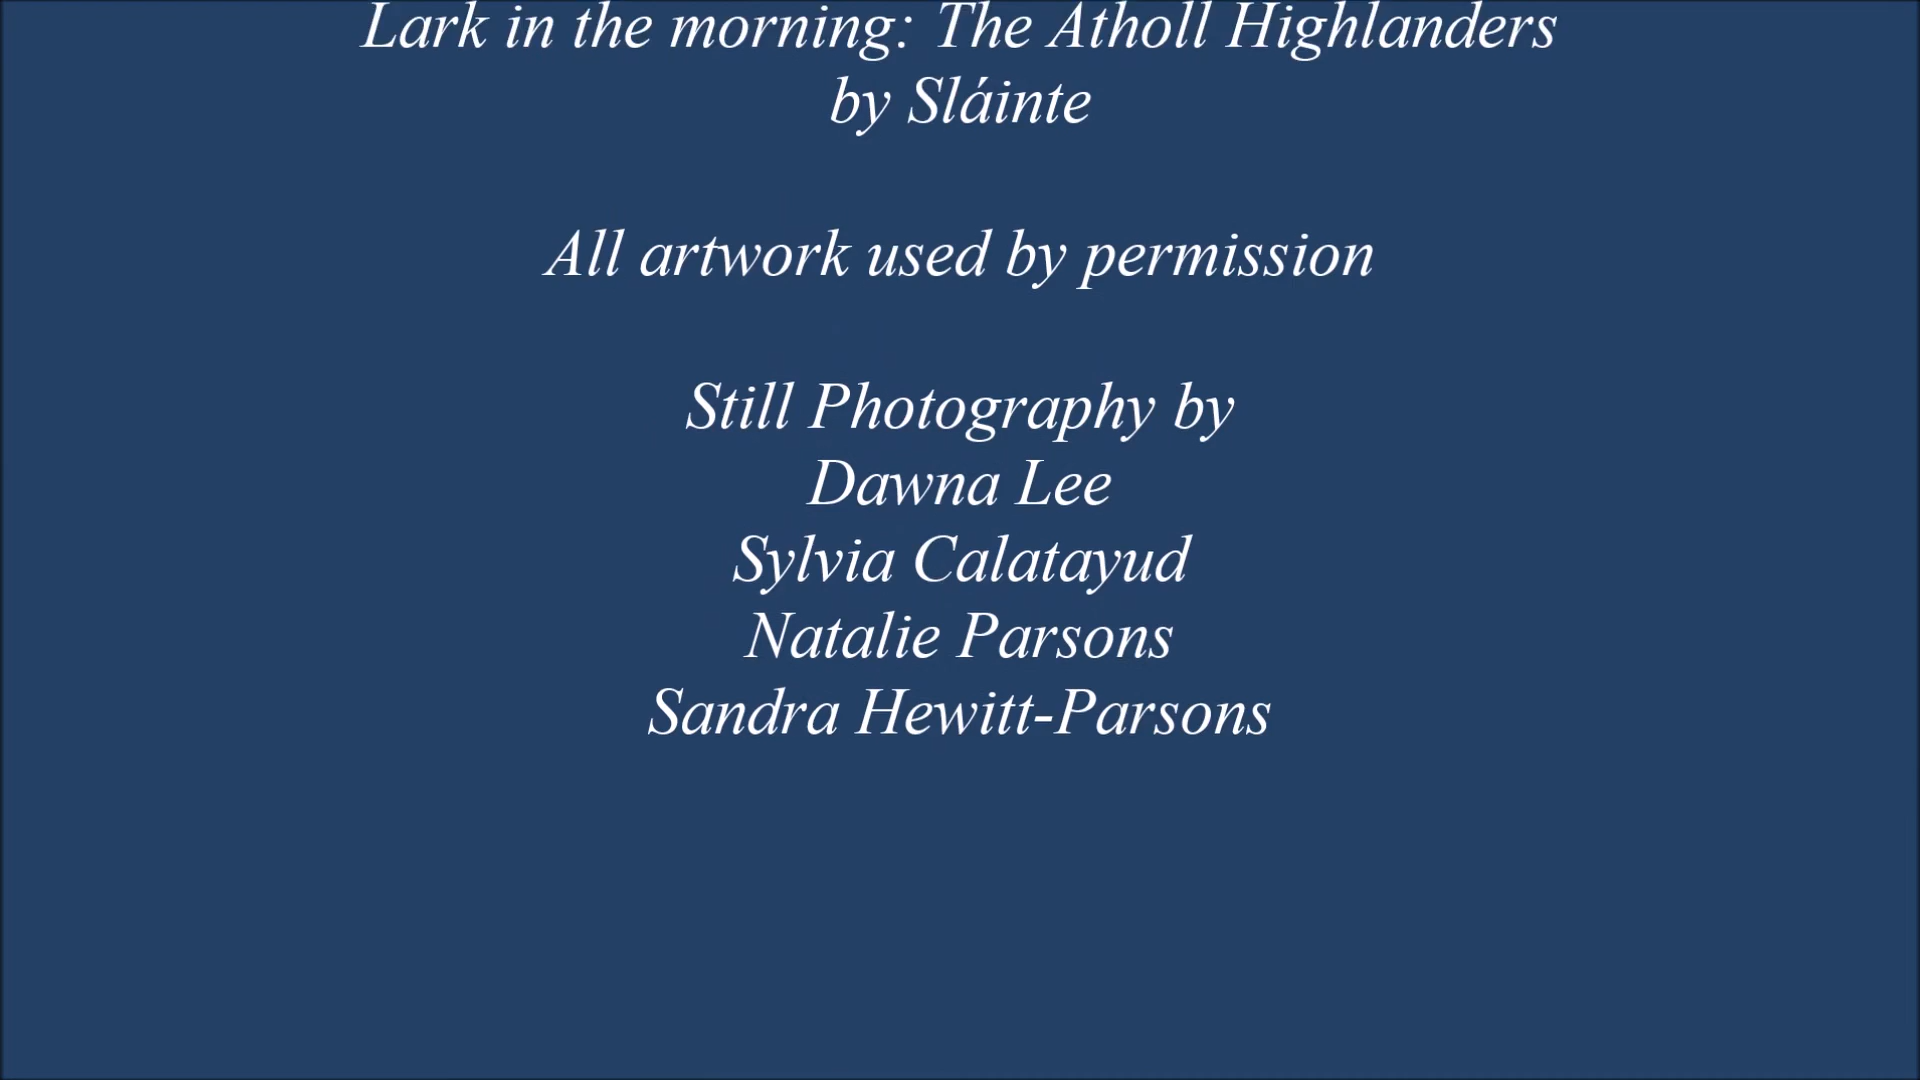 Lark in the morning: The Atholl Highlanders
by Sláinte
All artwork used by permission
Still Photography by
Dawna Lee
Sylvia Calatayud
Natalie Parsons
Sandra Hewitt-Parsons